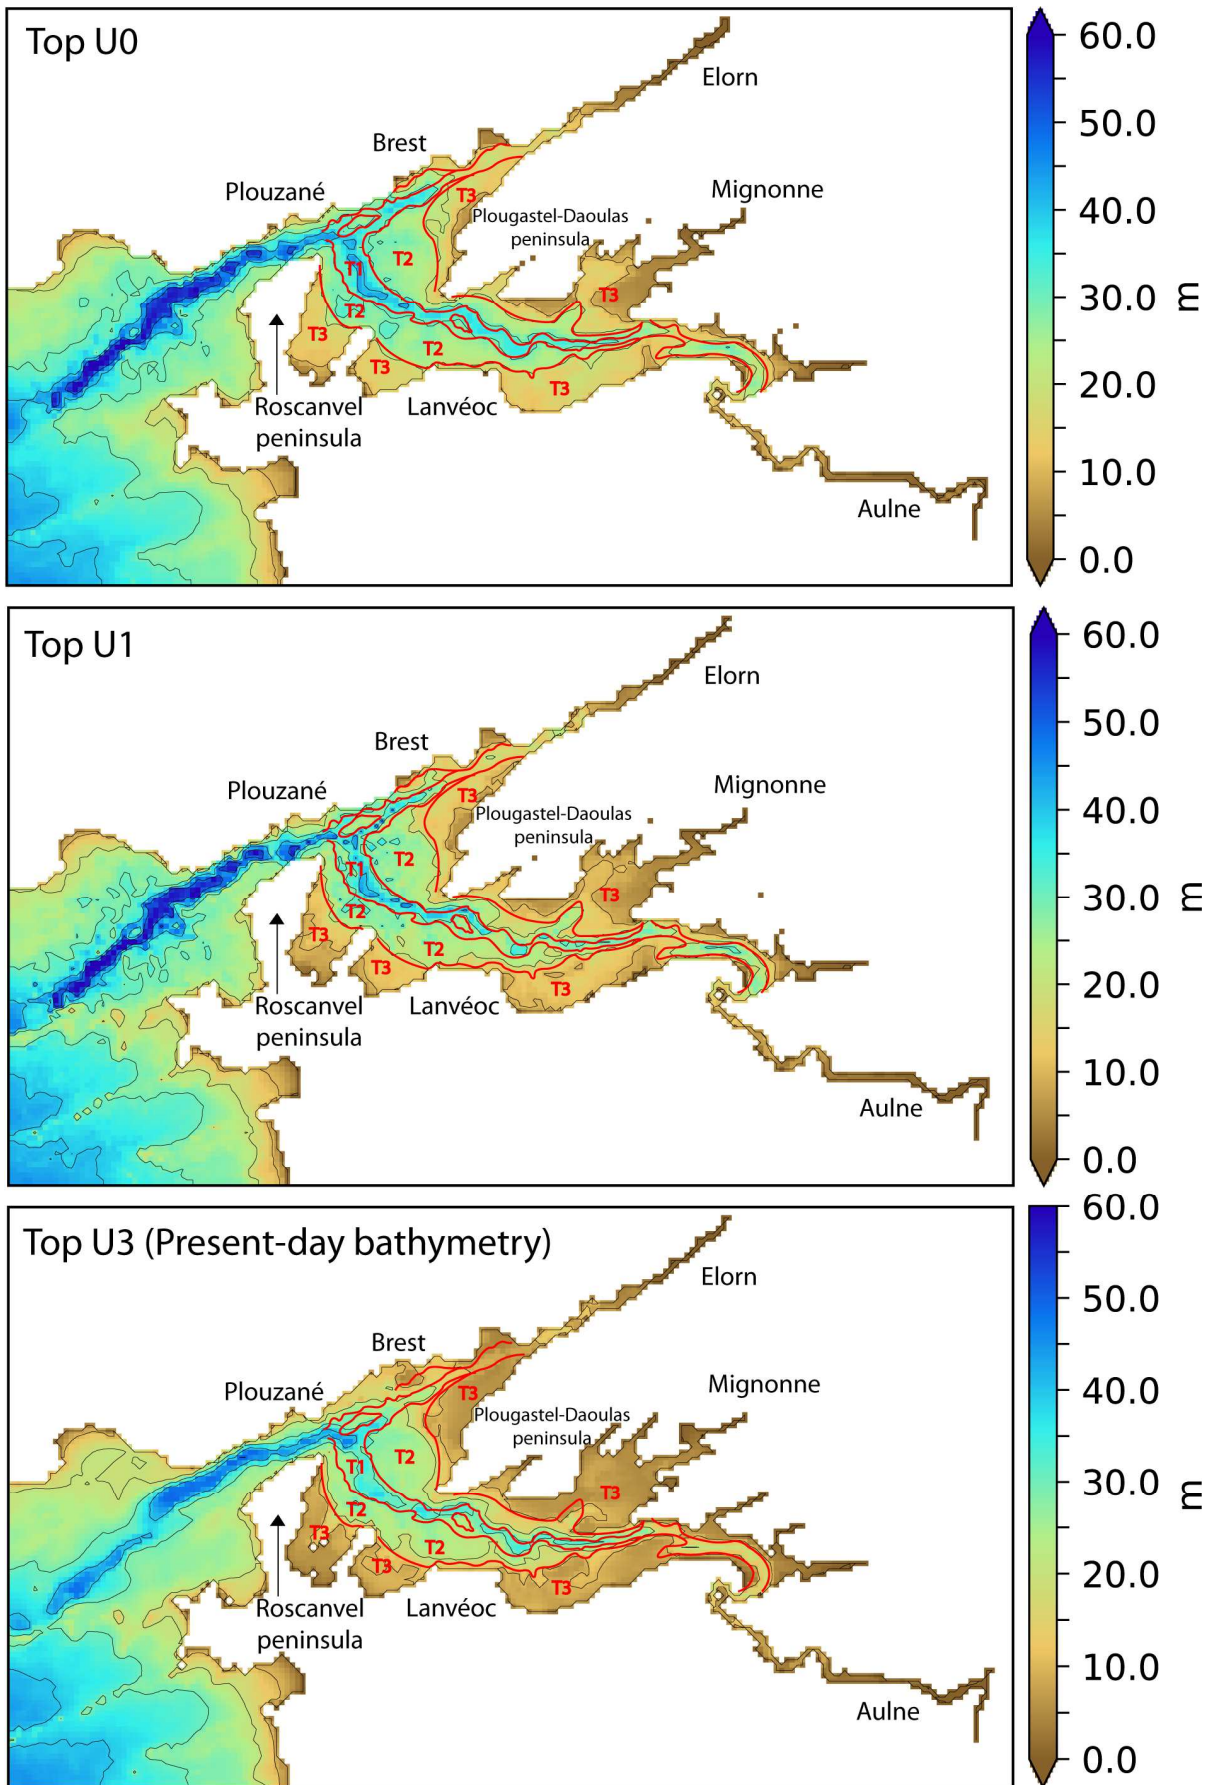 Top U0
Elorn
Brest
Plouzané
Mignonne
T3
Plougastel-Daoulas
peninsula
T2
T1
T3
T2
T3
T2
T3
T3
Roscanvel
peninsula
Lanvéoc
Aulne
60.0
50.0
40.0
30.0
20.0
10.0
0.0
m
Top U1
Elorn
Brest
Plouzané
Mignonne
T3
Plougastel-Daoulas
peninsula
T2
T1
T3
T2
T3
T2
T3
T3
Roscanvel
peninsula
Lanvéoc
Aulne
60.0
50.0
40.0
30.0
20.0
10.0
0.0
m
Top U3 (Present-day bathymetry)
Elorn
Brest
Plouzané
Mignonne
T3
Plougastel-Daoulas
peninsula
T2
T1
T3
T2
T3
T2
T3
T3
Roscanvel
peninsula
Lanvéoc
Aulne
60.0
50.0
40.0
30.0
20.0
10.0
0.0
m